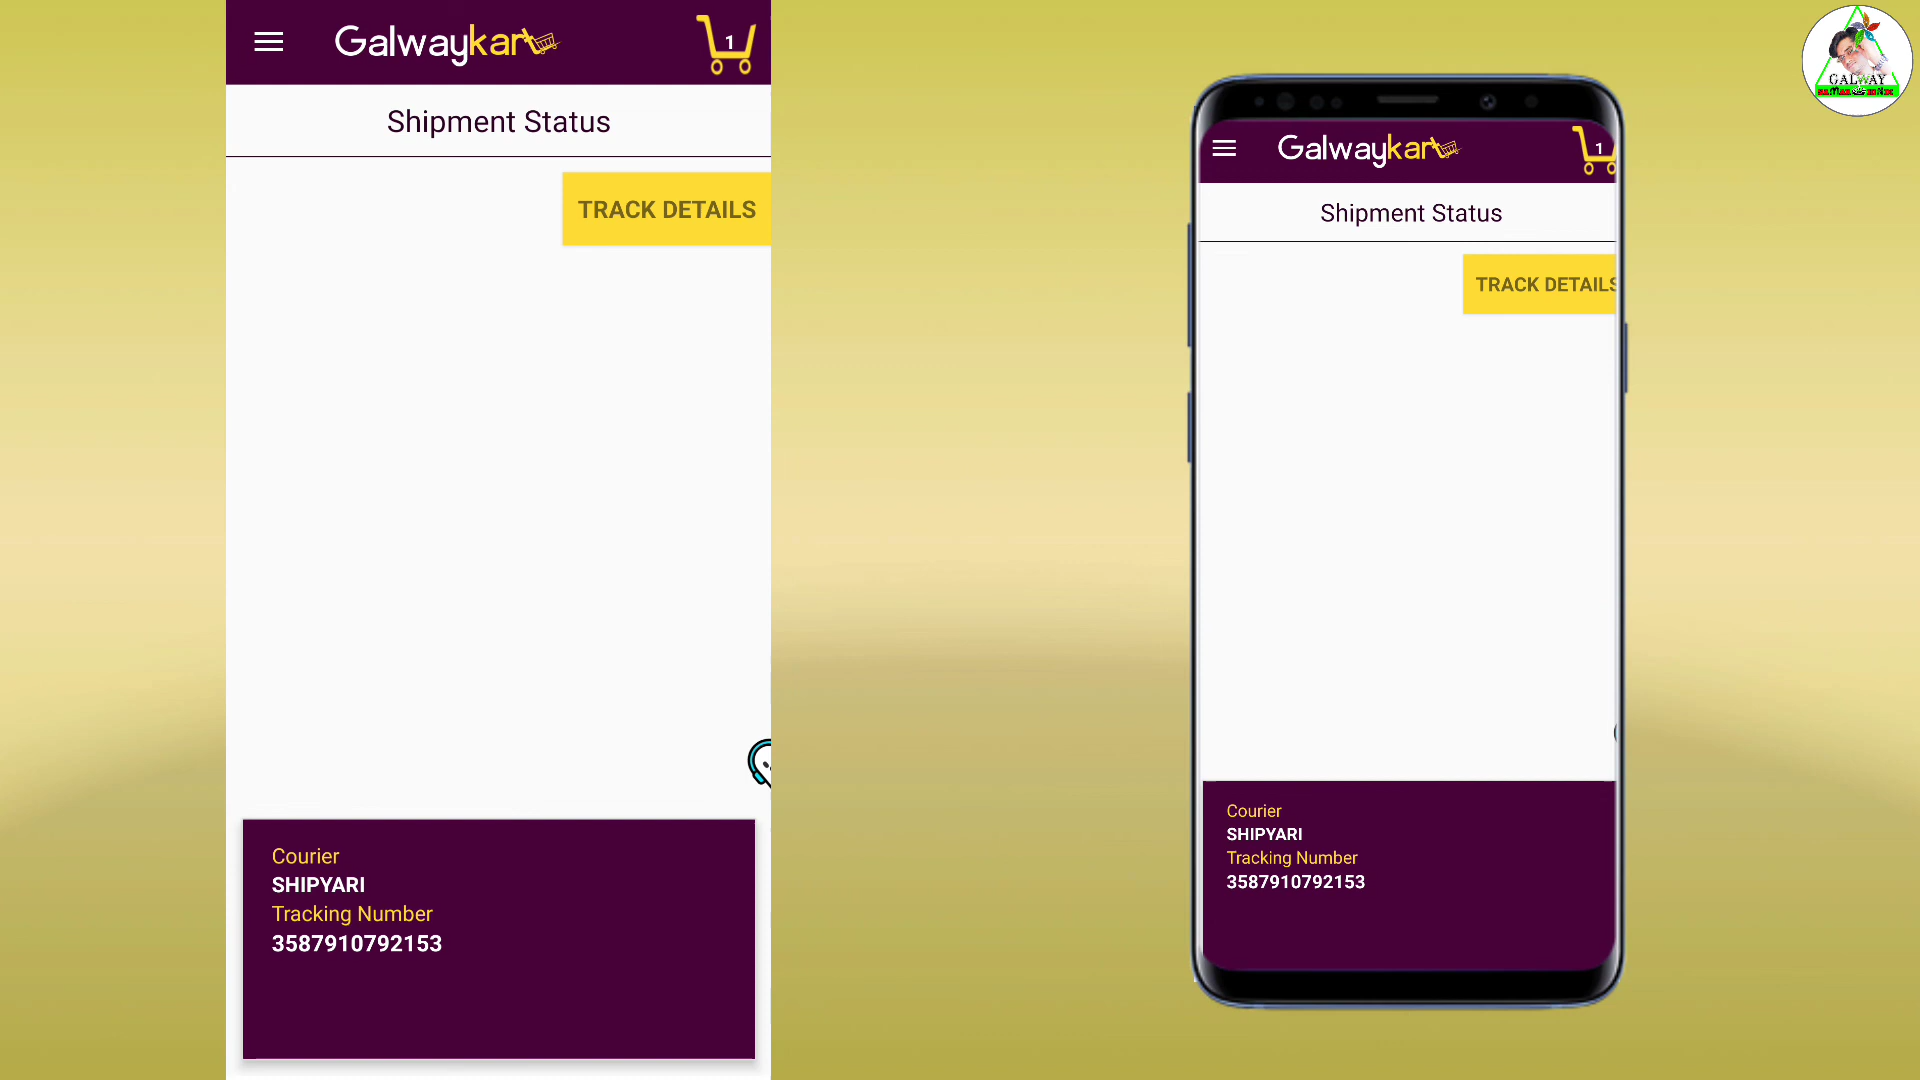 Galwaykart
1
Shipment Status
TRACK DETAILS
Courier
SHIPYARI
Tracking Number
3587910792153
Galwaykart
1
Shipment Status
TRACK DETAILS
Courier
SHIPYARI
Tracking Number
3587910792153
GALWAY